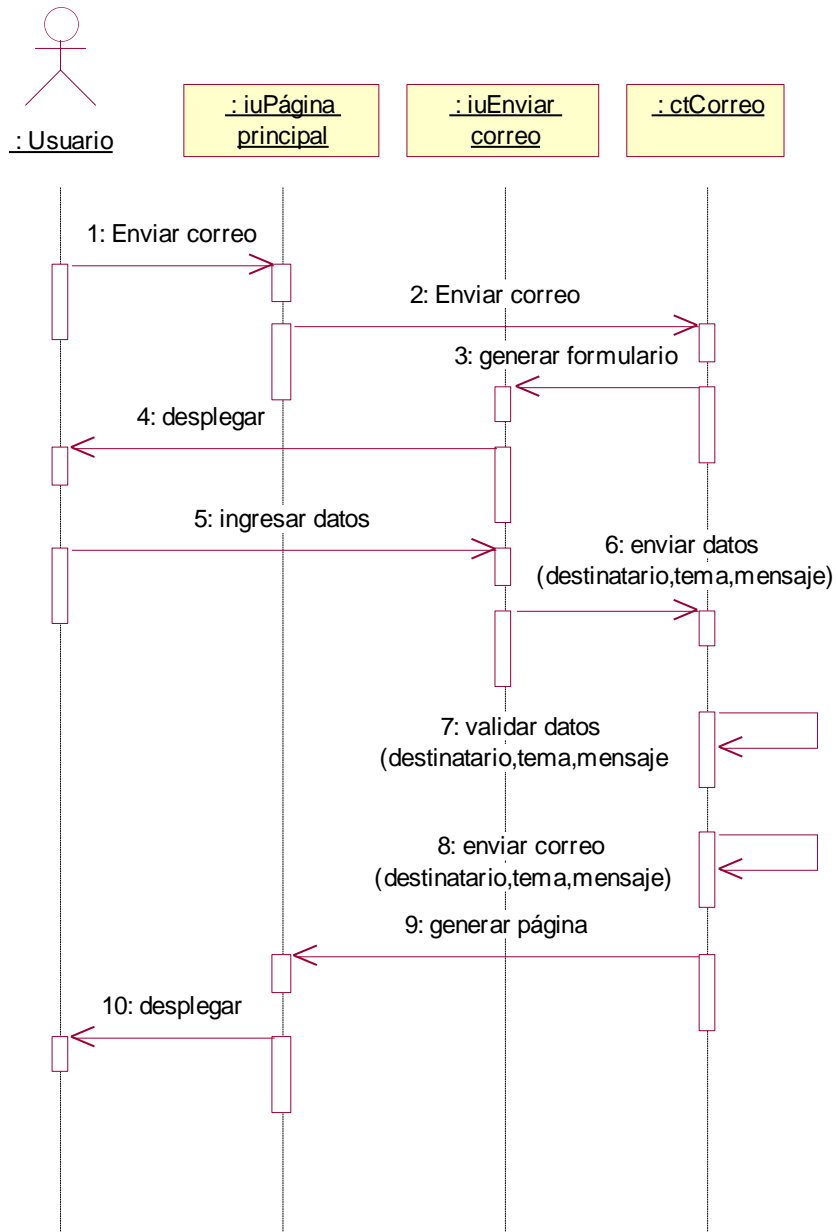 : Usuario
: iuPágina
principal
: iuEnviar
correo
: ctCorreo
1: Enviar correo
2: Enviar correo
3: generar formulario
4: desplegar
5: ingresar datos
6: enviar datos
(destinatario,tema,mensaje)
7: validar datos
(destinatario,tema,mensaje
8: enviar correo
(destinatario,tema,mensaje)
9: generar página
10: desplegar